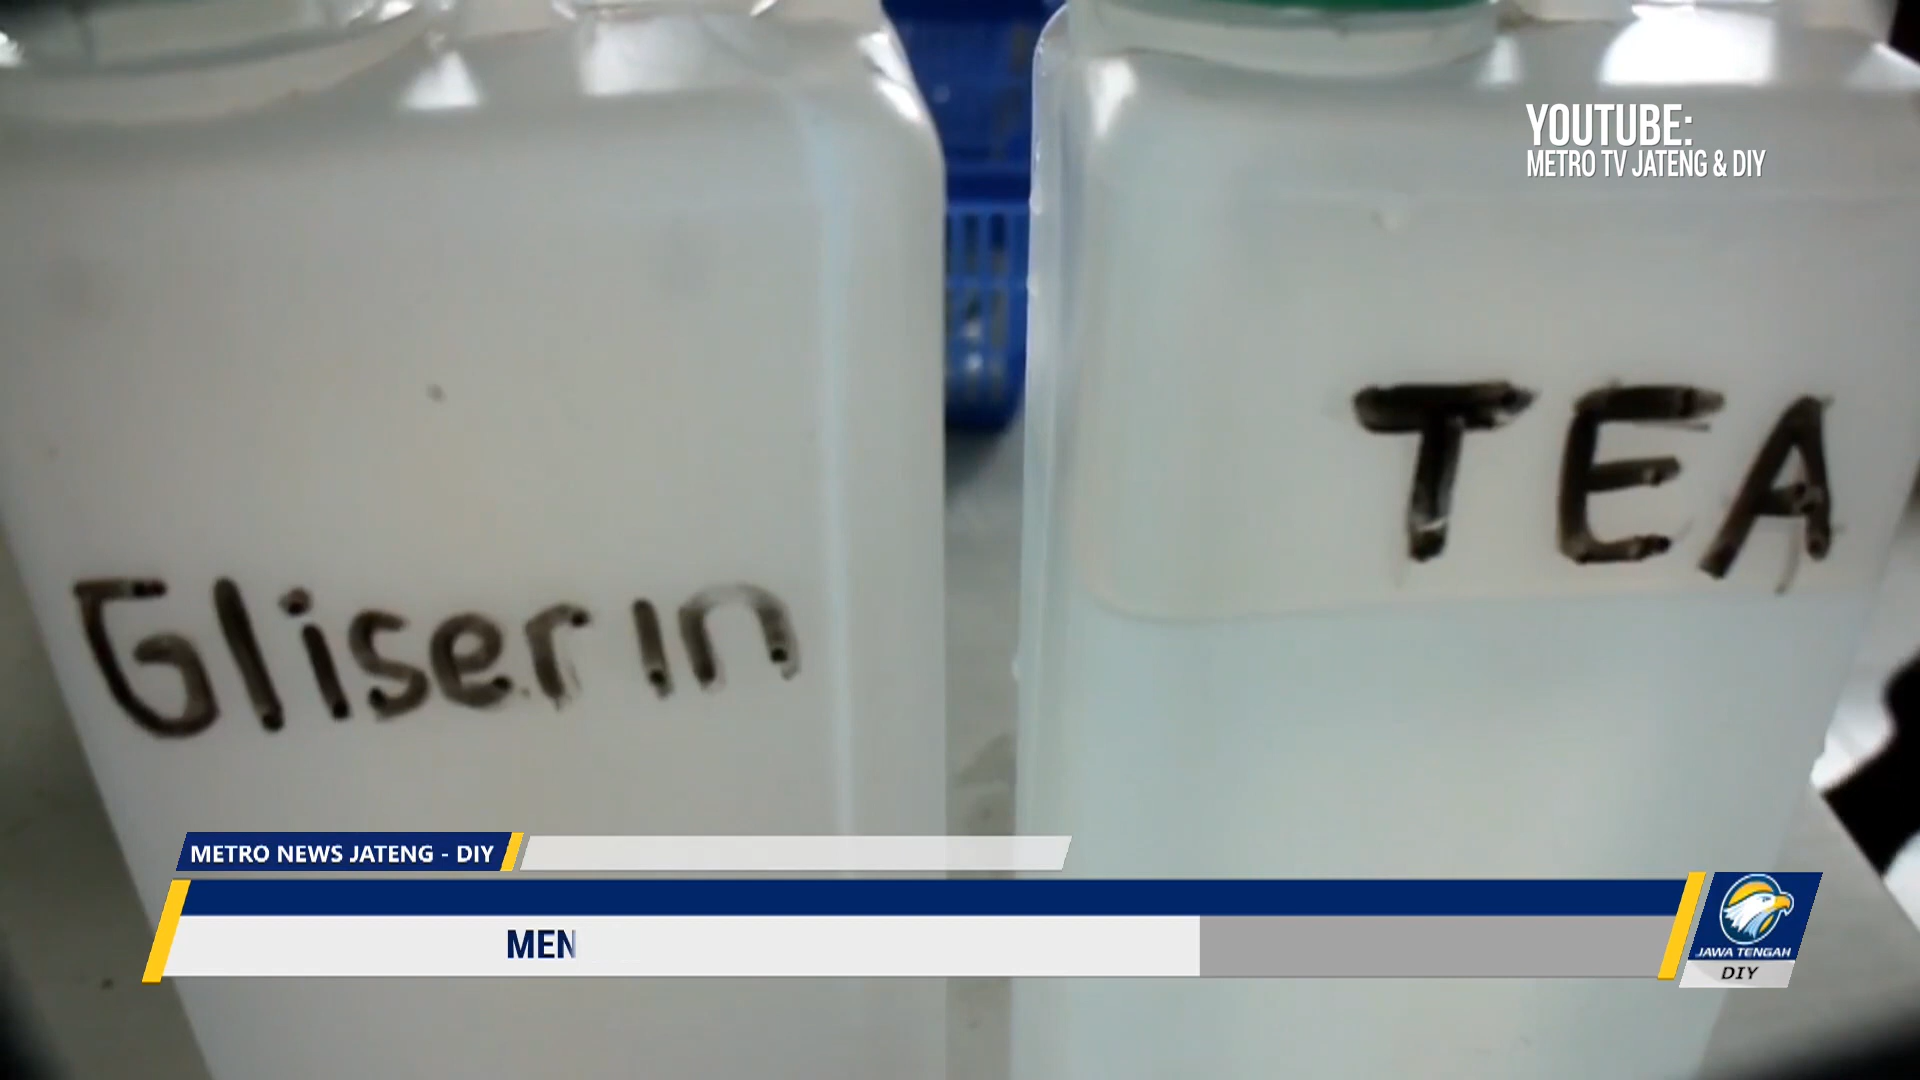 YOUTUBE:
METRO TV JATENG & DIY
TEA
Gliserin
METRO NEWS JATENG - DIY
MEN
JAWA TENGAH
DIY